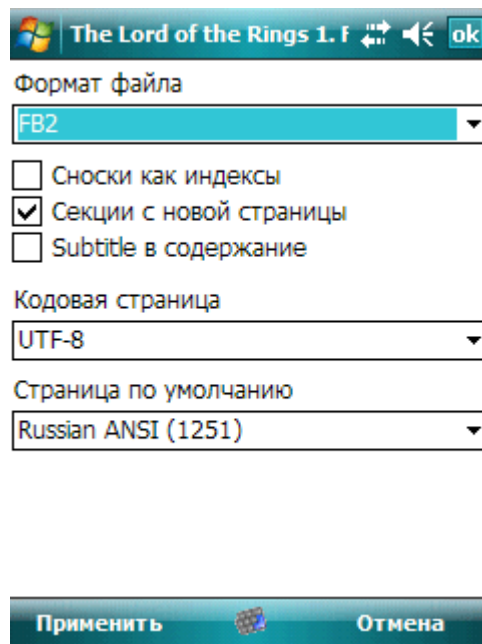 The Lord of the Rings 1. F ok
Формат файла
FB2
Сноски как индексы
Секции с новой страницы
Subtitle в содержание
Кодовая страница
UTF-8
Страница по умолчанию
Russian ANSI (1251)
Применить Отмена